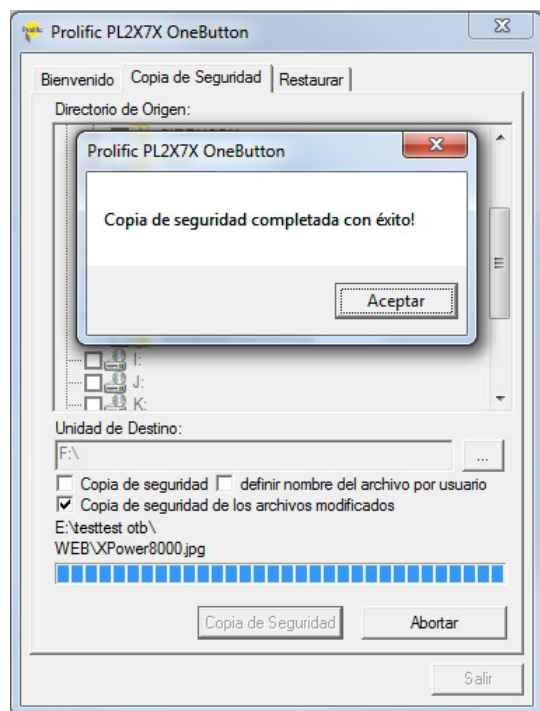 Prolific PL2X7X OneButton
Bienvenido Copia de Seguridad Restaurar
Directorio de Origen:
Prolific PL2X7X OneButton
Copia de seguridad completada con éxito!
Aceptar
I:
J:
K:
Unidad de Destino:
F:\
...
Copia de seguridad definir nombre del archivo por usuario
Copia de seguridad de los archivos modificados
E:\testtest otb\
WEB\XPower8000.jpg
Copia de Seguridad Abortar
Salir